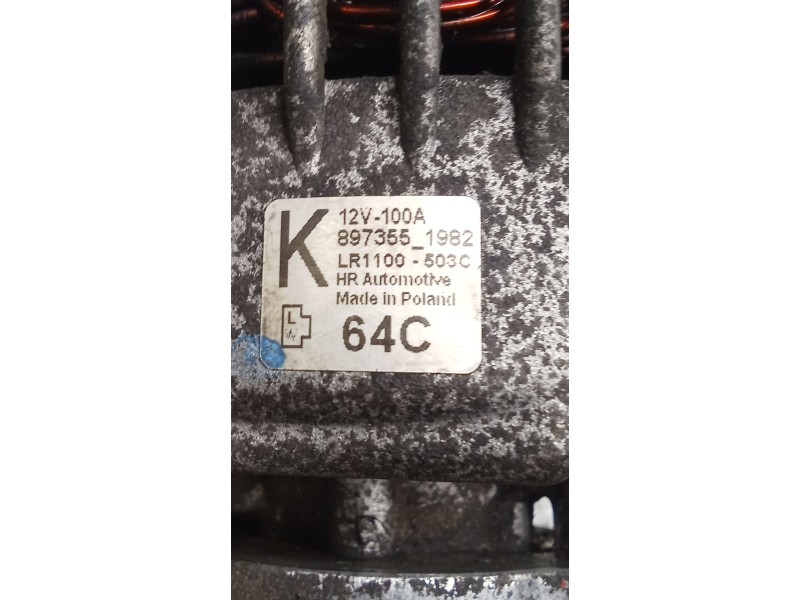 K
12V-100A
897355_1982
LR1100-503C
HR Automotive
Made in Poland
L
64C